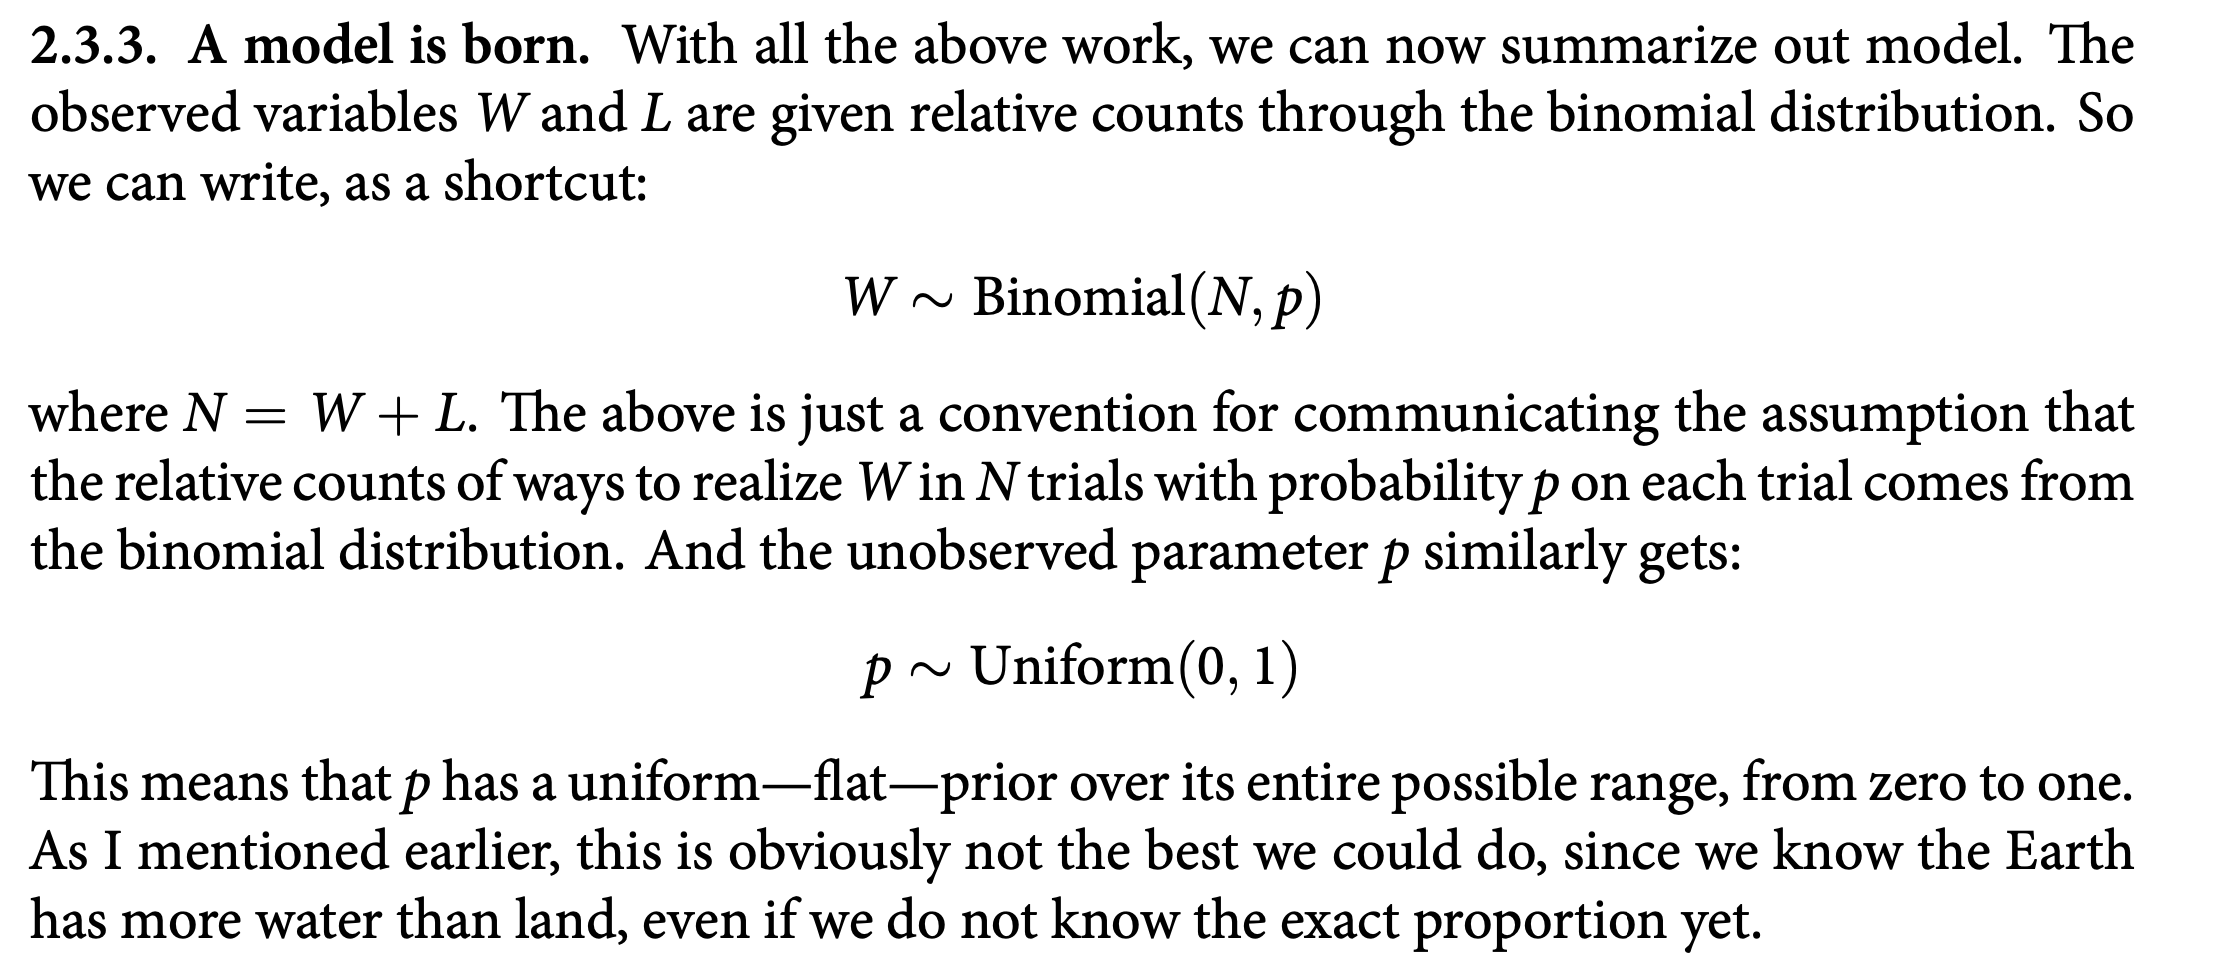 2.3.3. A model is born. With all the above work, we can now summarize out model. The
observed variables W and L are given relative counts through the binomial distribution. So
we can write, as a shortcut:
W ∼ Binomial(N, p)
where N = W + L. The above is just a convention for communicating the assumption that
the relative counts of ways to realize W in N trials with probability p on each trial comes from
the binomial distribution. And the unobserved parameter p similarly gets:
p ∼ Uniform(0, 1)
This means that p has a uniform—flat—prior over its entire possible range, from zero to one.
As I mentioned earlier, this is obviously not the best we could do, since we know the Earth
has more water than land, even if we do not know the exact proportion yet.